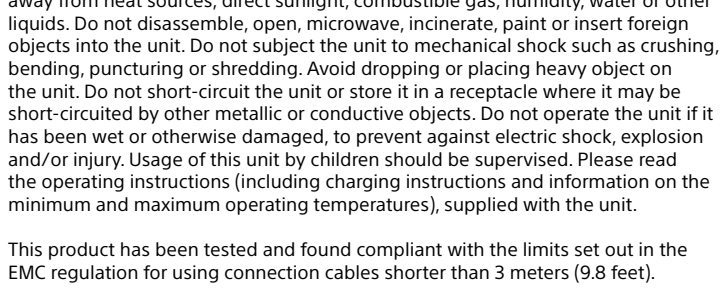 away from heat sources, direct sunlight, combustible gas, humidity, water or other
liquids. Do not disassemble, open, microwave, incinerate, paint or insert foreign
objects into the unit. Do not subject the unit to mechanical shock such as crushing,
bending, puncturing or shredding. Avoid dropping or placing heavy object on
the unit. Do not short-circuit the unit or store it in a receptacle where it may be
short-circuited by other metallic or conductive objects. Do not operate the unit if it
has been wet or otherwise damaged, to prevent against electric shock, explosion
and/or injury. Usage of this unit by children should be supervised. Please read
the operating instructions (including charging instructions and information on the
minimum and maximum operating temperatures), supplied with the unit.
This product has been tested and found compliant with the limits set out in the
EMC regulation for using connection cables shorter than 3 meters (9.8 feet).